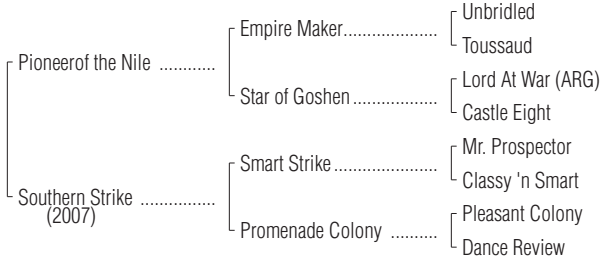 Unbridled
Empire Maker....................
Toussaud
Pioneerof the Nile ............
Lord At War (ARG)
Star of Goshen..................
Castle Eight
Mr. Prospector
Smart Strike......................
Classy 'n Smart
Southern Strike ................
(2007)
Pleasant Colony
Promenade Colony ..........
Dance Review